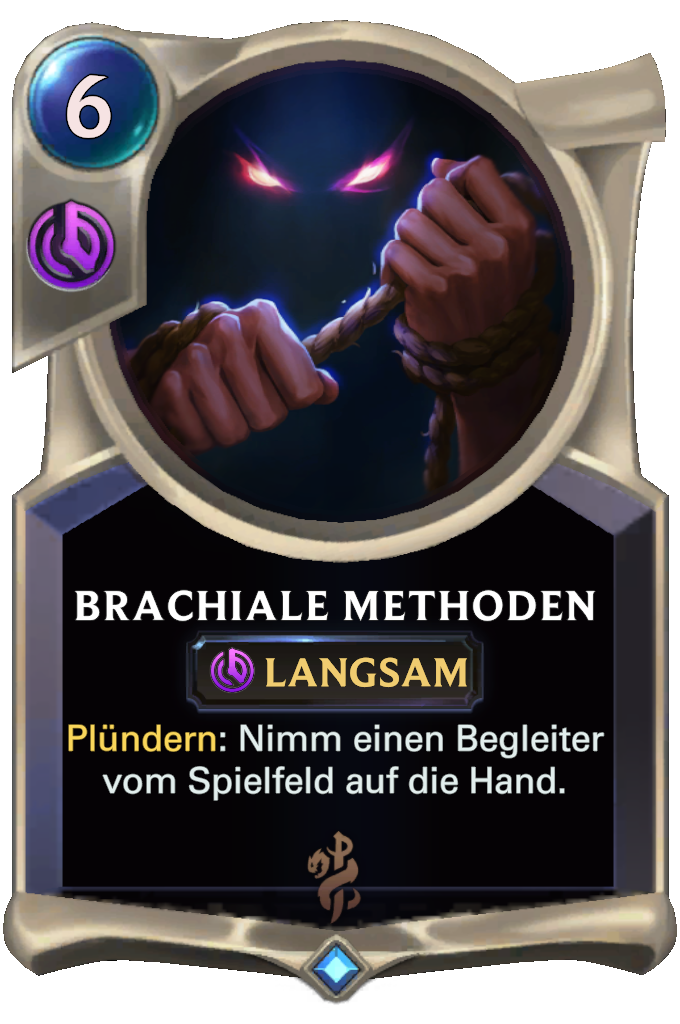 6
BRACHIALE METHODEN
LANGSAM
Plündern: Nimm einen Begleiter
vom Spielfeld auf die Hand.